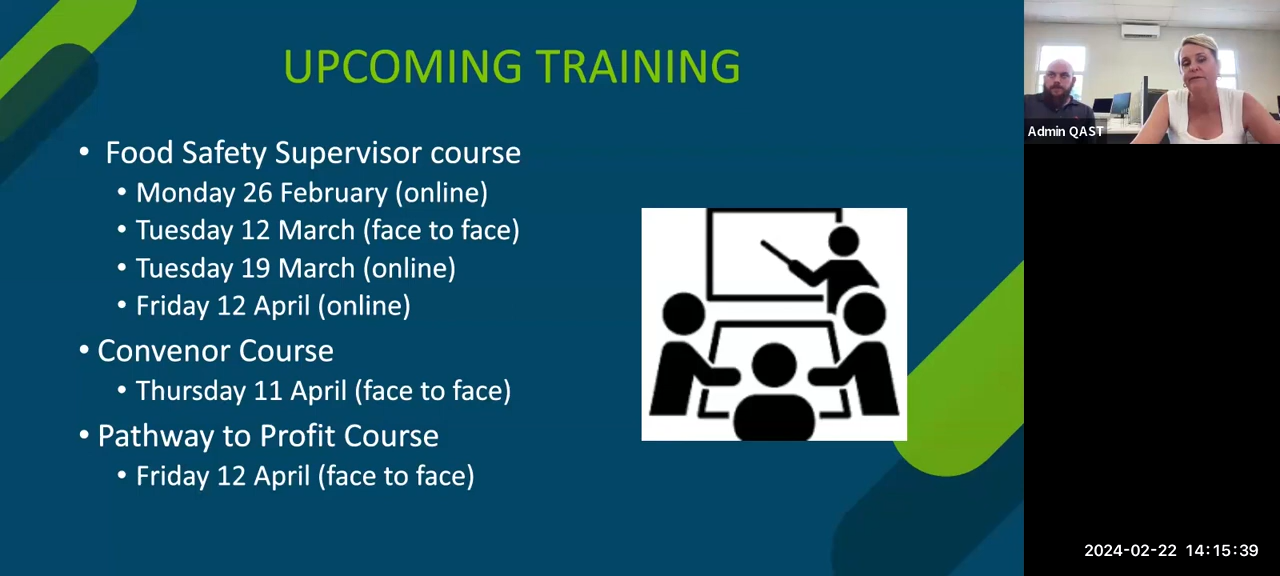 UPCOMING TRAINING
• Food Safety Supervisor course
• Monday 26 February (online)
• Tuesday 12 March (face to face)
• Tuesday 19 March (online)
• Friday 12 April (online)
• Convenor Course
• Thursday 11 April (face to face)
• Pathway to Profit Course
• Friday 12 April (face to face)
Admin QAST
2024-02-22 14:15:39